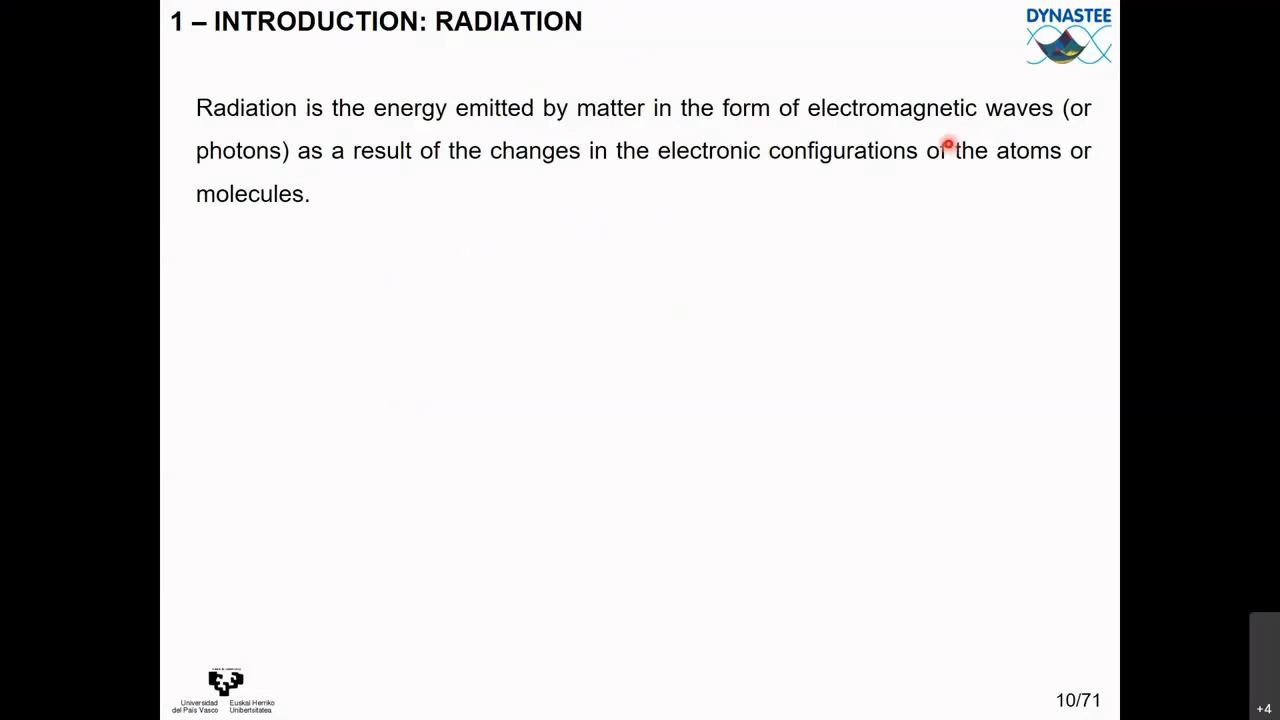 1 – INTRODUCTION: RADIATION
DYNASTEE
Radiation is the energy emitted by matter in the form of electromagnetic waves (or
photons) as a result of the changes in the electronic configurations of the atoms or
molecules.
Universidad
del País Vasco
Euskal Herriko
Unibertsitatea
10/71
+4